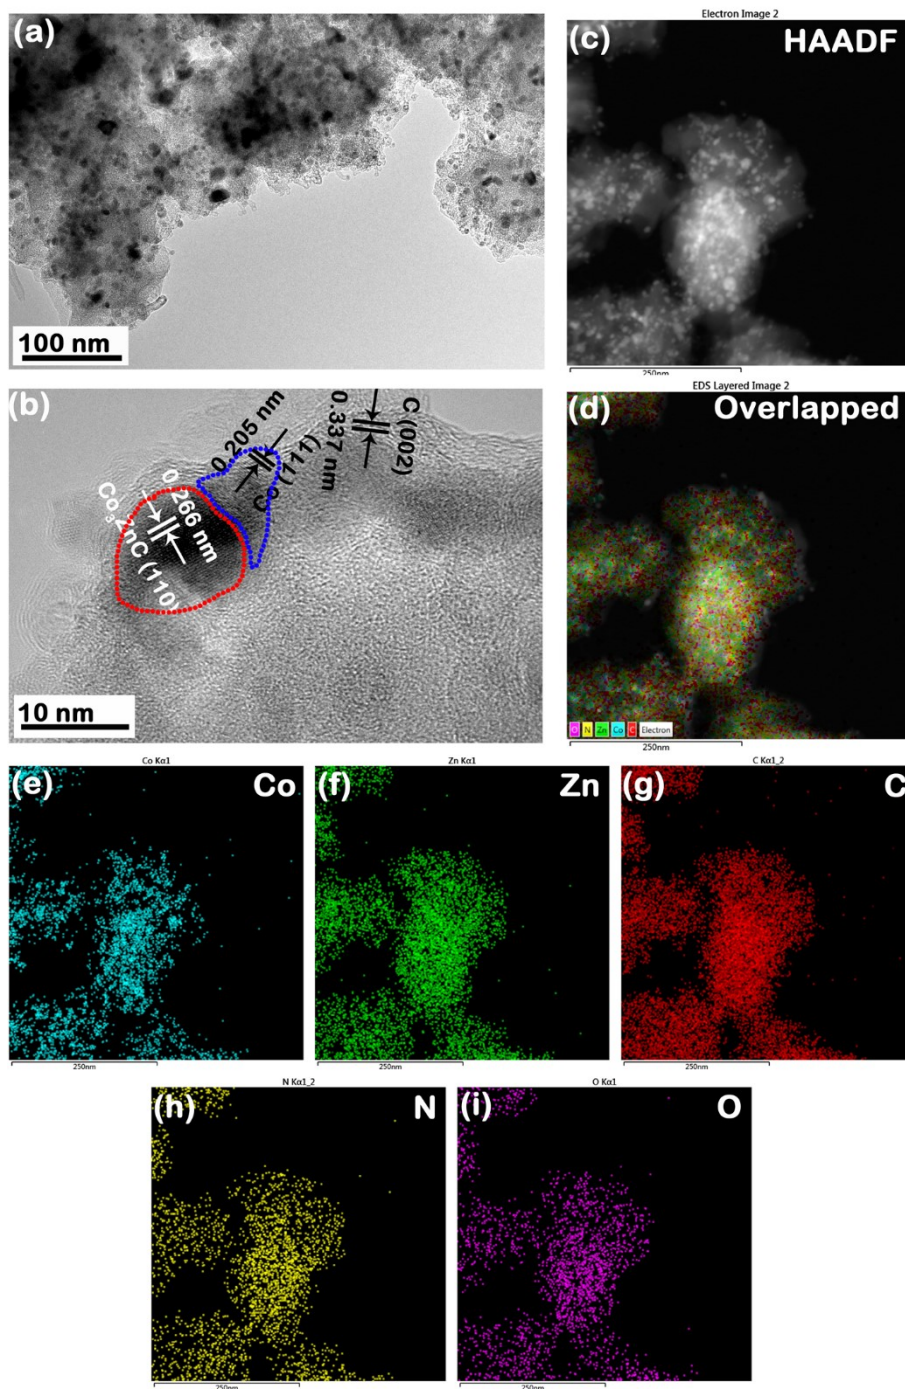 (a)
100 nm
Electron Image 2
(c)
HAADF
250nm
(b)
0.205 nm
Co (111)
C (002)
0.337 nm
0.266 nm
Co3ZnC (110)
10 nm
EDS Layered Image 2
(d)
Overlapped
O N Zn Co C Electron
250nm
Co Kα1
(e)
Co
250nm
Zn Kα1
(f)
Zn
250nm
C Kα1_2
(g)
C
250nm
N Kα1_2
(h)
N
250nm
O Kα1
(i)
O
250nm